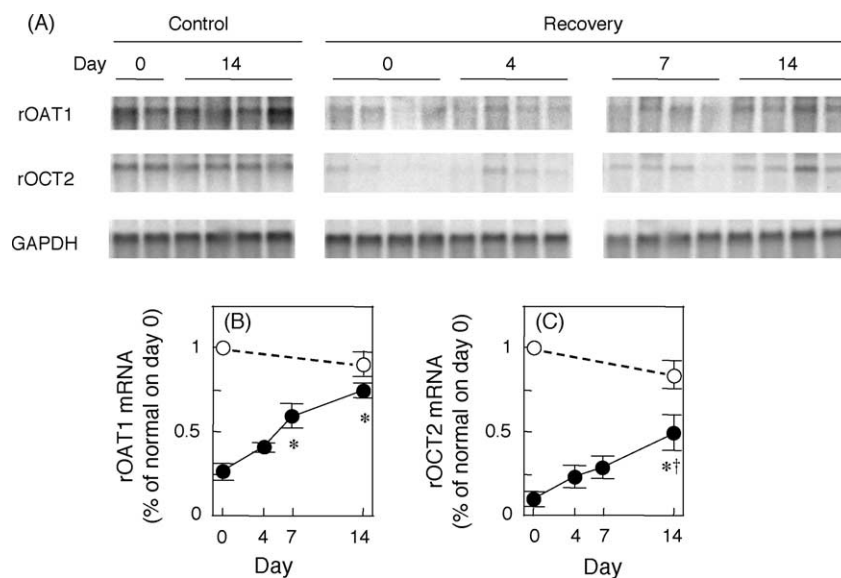 (A)
Control Recovery
Day 0 14 0 4 7 14
rOAT1
rOCT2
GAPDH
(B)
rOAT1 mRNA
(% of normal on day 0)
1
0.5
0
* *
0 4 7 14
Day
(C)
rOCT2 mRNA
(% of normal on day 0)
1
0.5
0
*†
0 4 7 14
Day